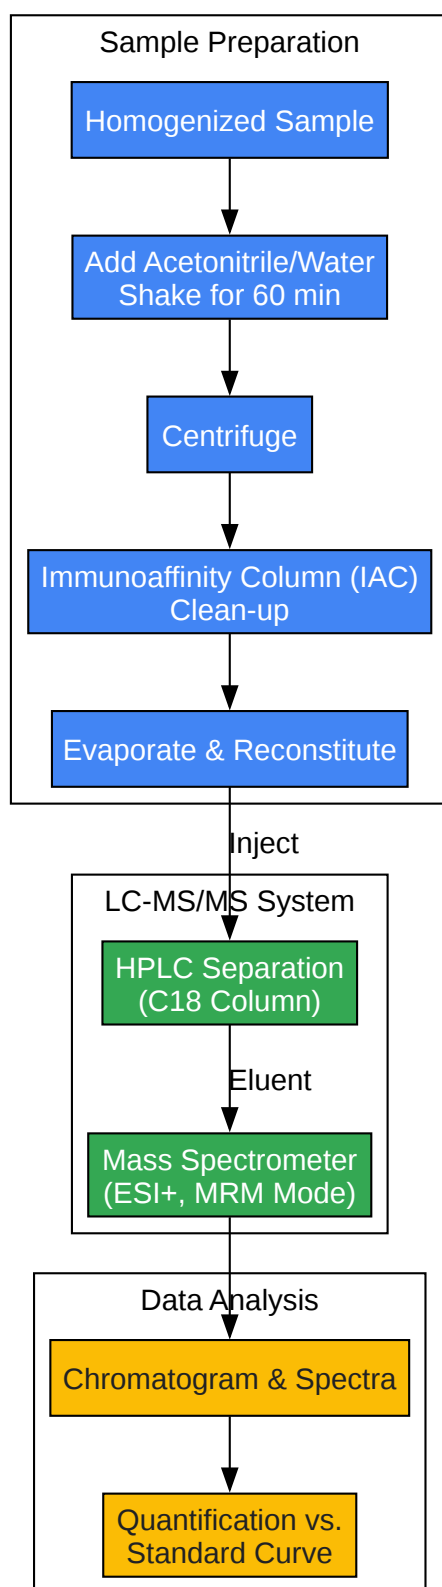 Sample Preparation
Homogenized Sample
Add Acetonitrile/Water
Shake for 60 min
Centrifuge
Immunoaffinity Column (IAC)
Clean-up
Evaporate & Reconstitute
Inject
LC-MS/MS System
HPLC Separation
(C18 Column)
Eluent
Mass Spectrometer
(ESI+, MRM Mode)
Data Analysis
Chromatogram & Spectra
Quantification vs.
Standard Curve